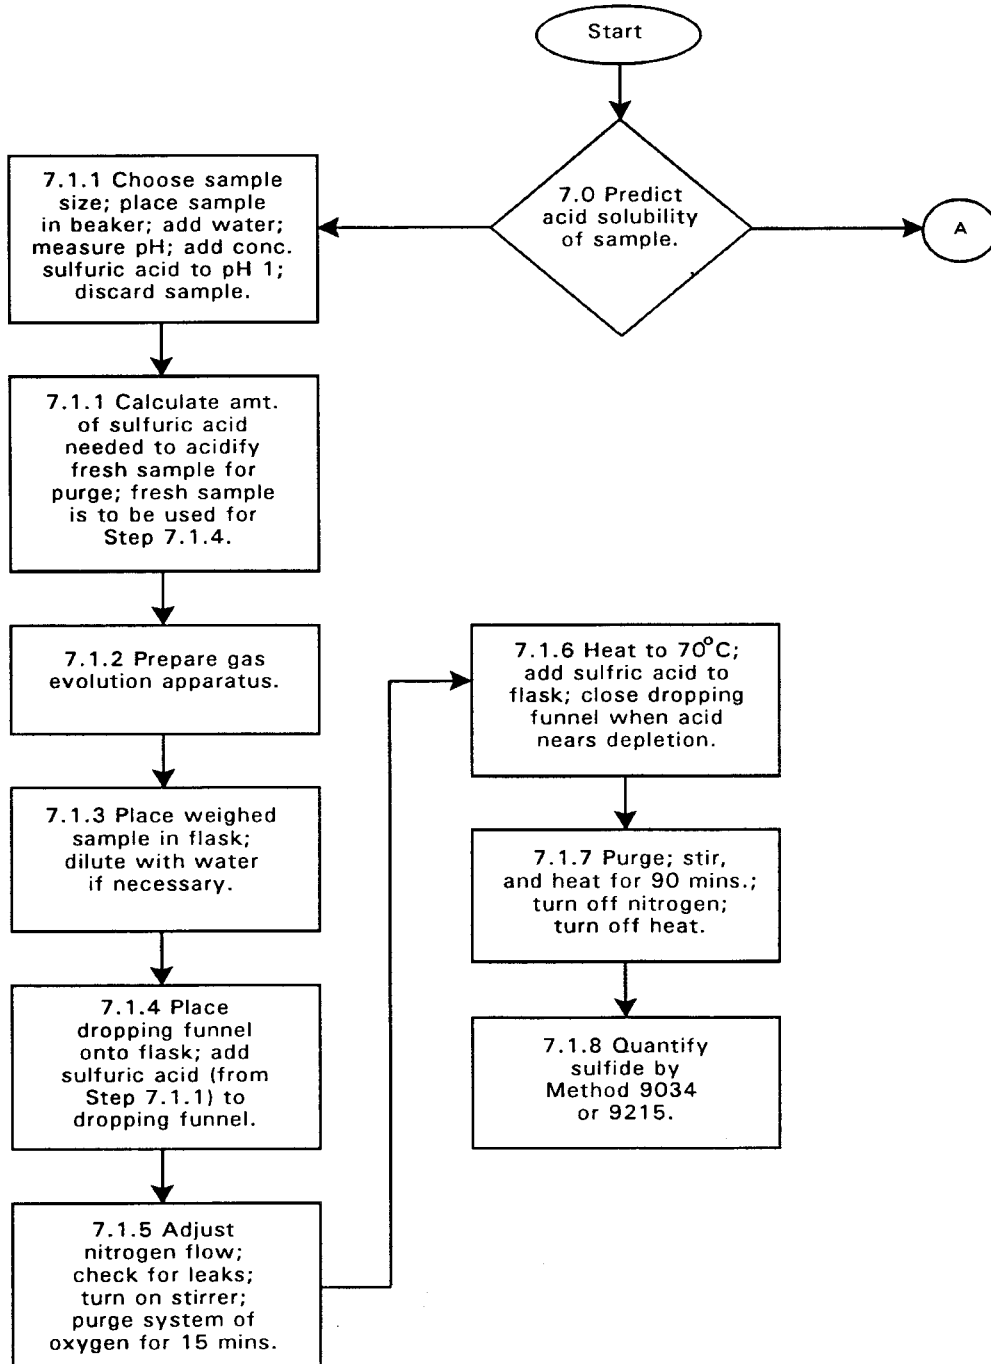 Start
7.0 Predict
acid solubility
of sample.
A
7.1.1 Choose sample
size; place sample
in beaker; add water;
measure pH; add conc.
sulfuric acid to pH 1;
discard sample.
7.1.1 Calculate amt.
of sulfuric acid
needed to acidify
fresh sample for
purge; fresh sample
is to be used for
Step 7.1.4.
7.1.2 Prepare gas
evolution apparatus.
7.1.3 Place weighed
sample in flask;
dilute with water
if necessary.
7.1.4 Place
dropping funnel
onto flask; add
sulfuric acid (from
Step 7.1.1) to
dropping funnel.
7.1.5 Adjust
nitrogen flow;
check for leaks;
turn on stirrer;
purge system of
oxygen for 15 mins.
7.1.6 Heat to 70°C;
add sulfric acid to
flask; close dropping
funnel when acid
nears depletion.
7.1.7 Purge; stir,
and heat for 90 mins.;
turn off nitrogen;
turn off heat.
7.1.8 Quantify
sulfide by
Method 9034
or 9215.